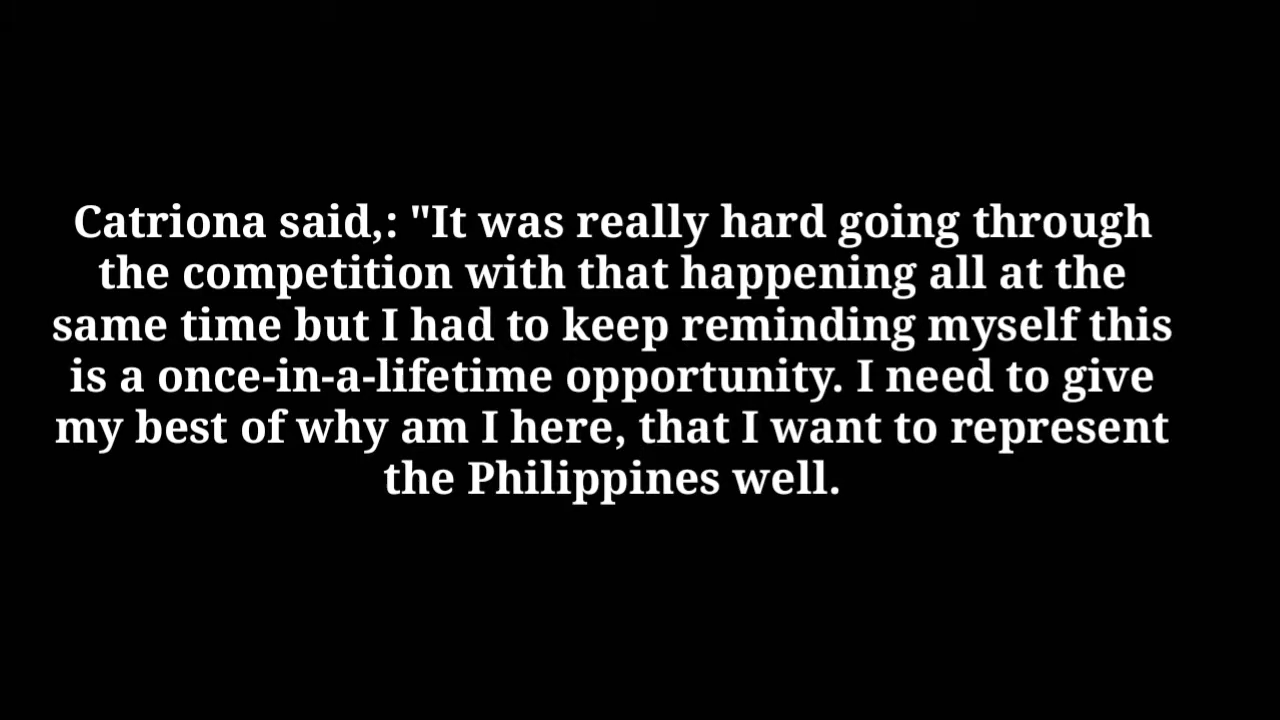 Catriona said,: "It was really hard going through
the competition with that happening all at the
same time but I had to keep reminding myself this
is a once-in-a-lifetime opportunity. I need to give
my best of why am I here, that I want to represent
the Philippines well.